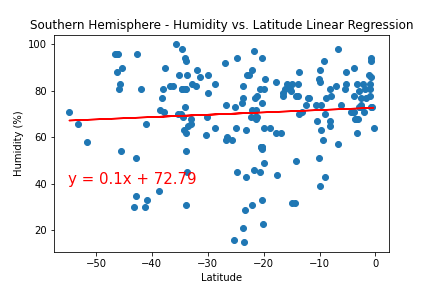 Southern Hemisphere - Humidity vs. Latitude Linear Regression
100
80
60
40
20
Humidity (%)
y = 0.1x + 72.79
−50
−40
−30
−20
−10
0
Latitude